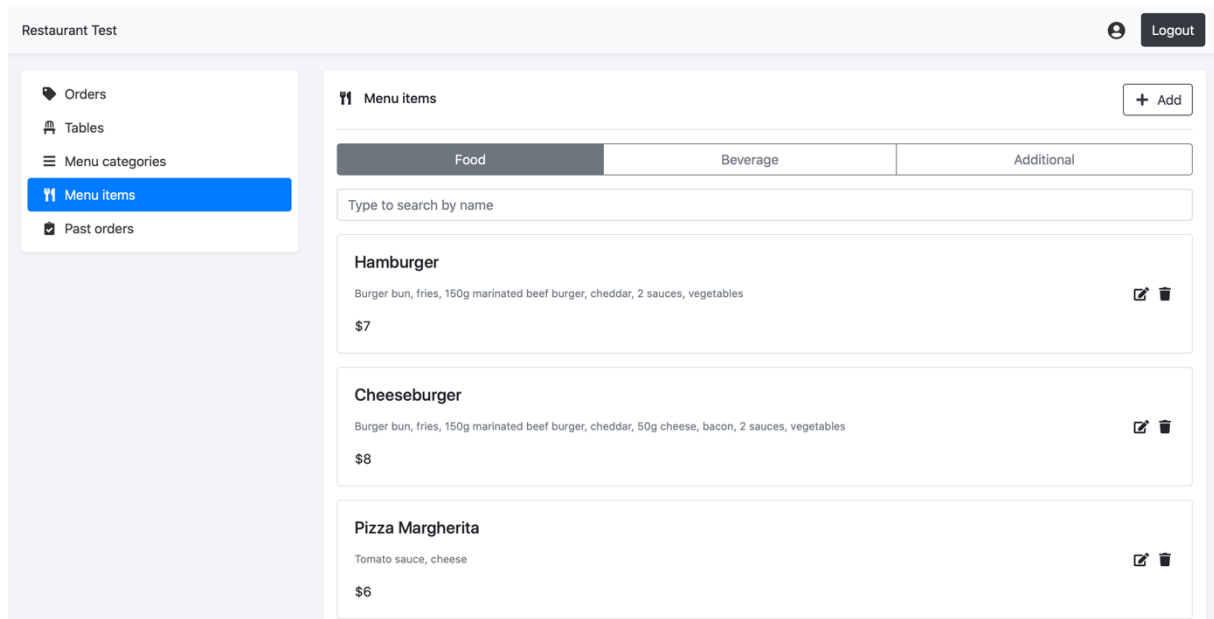 Restaurant Test
Logout
Orders
Tables
Menu categories
Menu items
Past orders
Menu items
Add
Food
Beverage
Additional
Type to search by name
Hamburger
Burger bun, fries, 150g marinated beef burger, cheddar, 2 sauces, vegetables
$7
Cheeseburger
Burger bun, fries, 150g marinated beef burger, cheddar, 50g cheese, bacon, 2 sauces, vegetables
$8
Pizza Margherita
Tomato sauce, cheese
$6